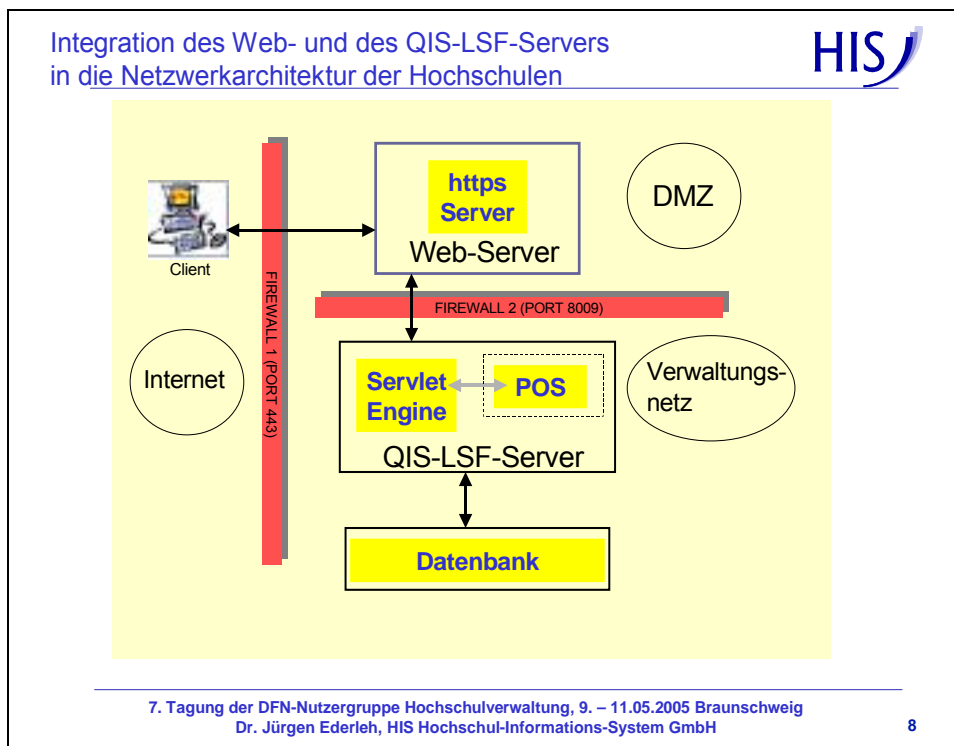 Integration des Web- und des QIS-LSF-Servers
in die Netzwerkarchitektur der Hochschulen
HIS
https
Server
Web-Server
DMZ
Client
FIREWALL 1 (PORT 443)
FIREWALL 2 (PORT 8009)
Internet
Servlet
Engine
POS
QIS-LSF-Server
Verwaltungs-
netz
Datenbank
7. Tagung der DFN-Nutzergruppe Hochschulverwaltung, 9. – 11.05.2005 Braunschweig
Dr. Jürgen Ederleh, HIS Hochschul-Informations-System GmbH
8